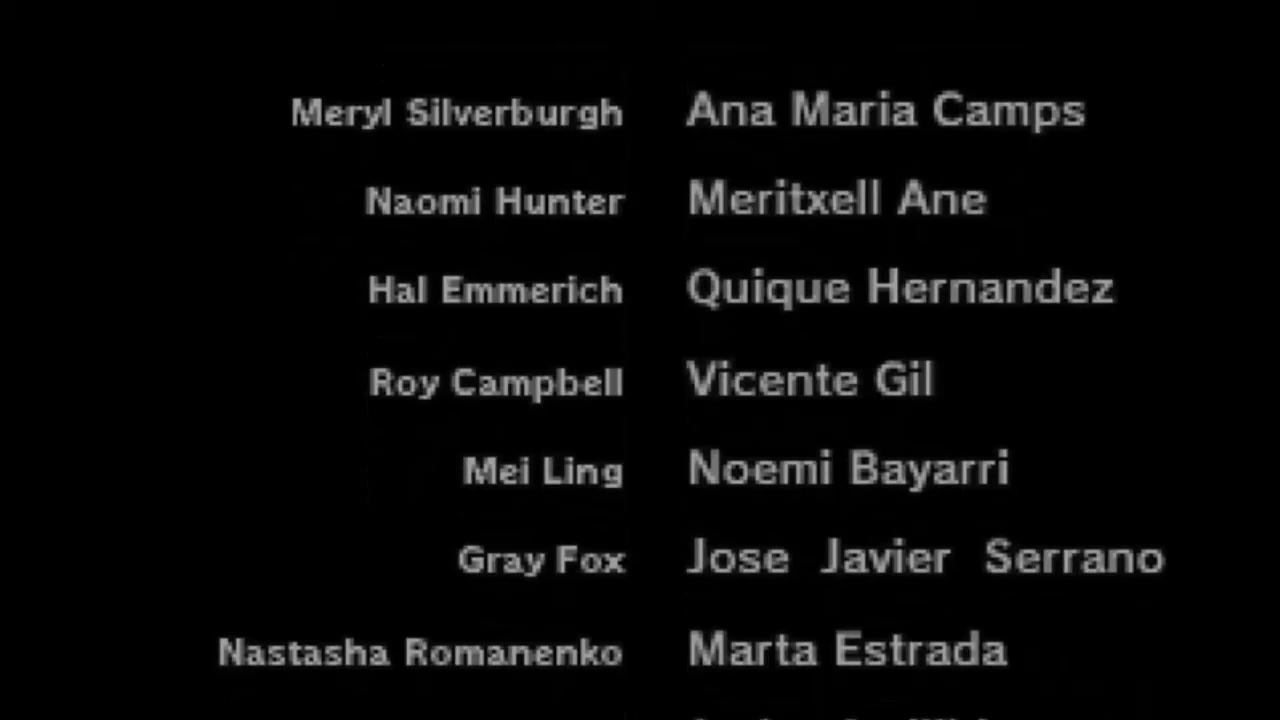 Meryl Silverburgh Ana Maria Camps
Naomi Hunter Meritxell Ane
Hal Emmerich Quique Hernandez
Roy Campbell Vicente Gil
Mei Ling Noemi Bayarri
Gray Fox Jose Javier Serrano
Nastasha Romanenko Marta Estrada